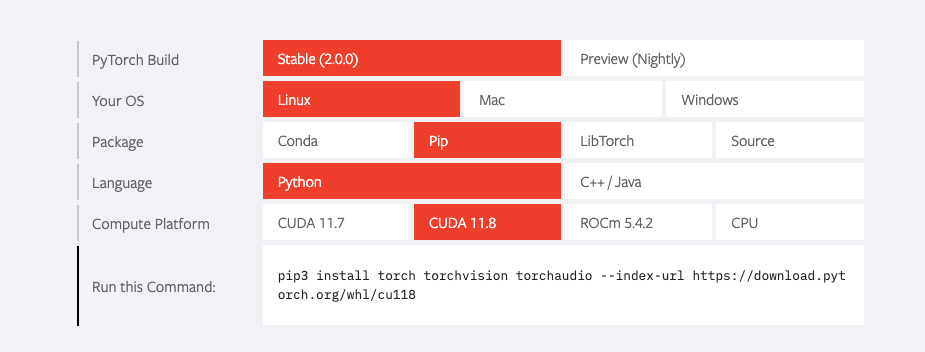 PyTorch Build Stable (2.0.0) Preview (Nightly)
Your OS Linux Mac Windows
Package Conda Pip LibTorch Source
Language Python C++ / Java
Compute Platform CUDA 11.7 CUDA 11.8 ROCm 5.4.2 CPU
Run this Command: pip3 install torch torchvision torchaudio --index-url https://download.pyt
orch.org/whl/cu118